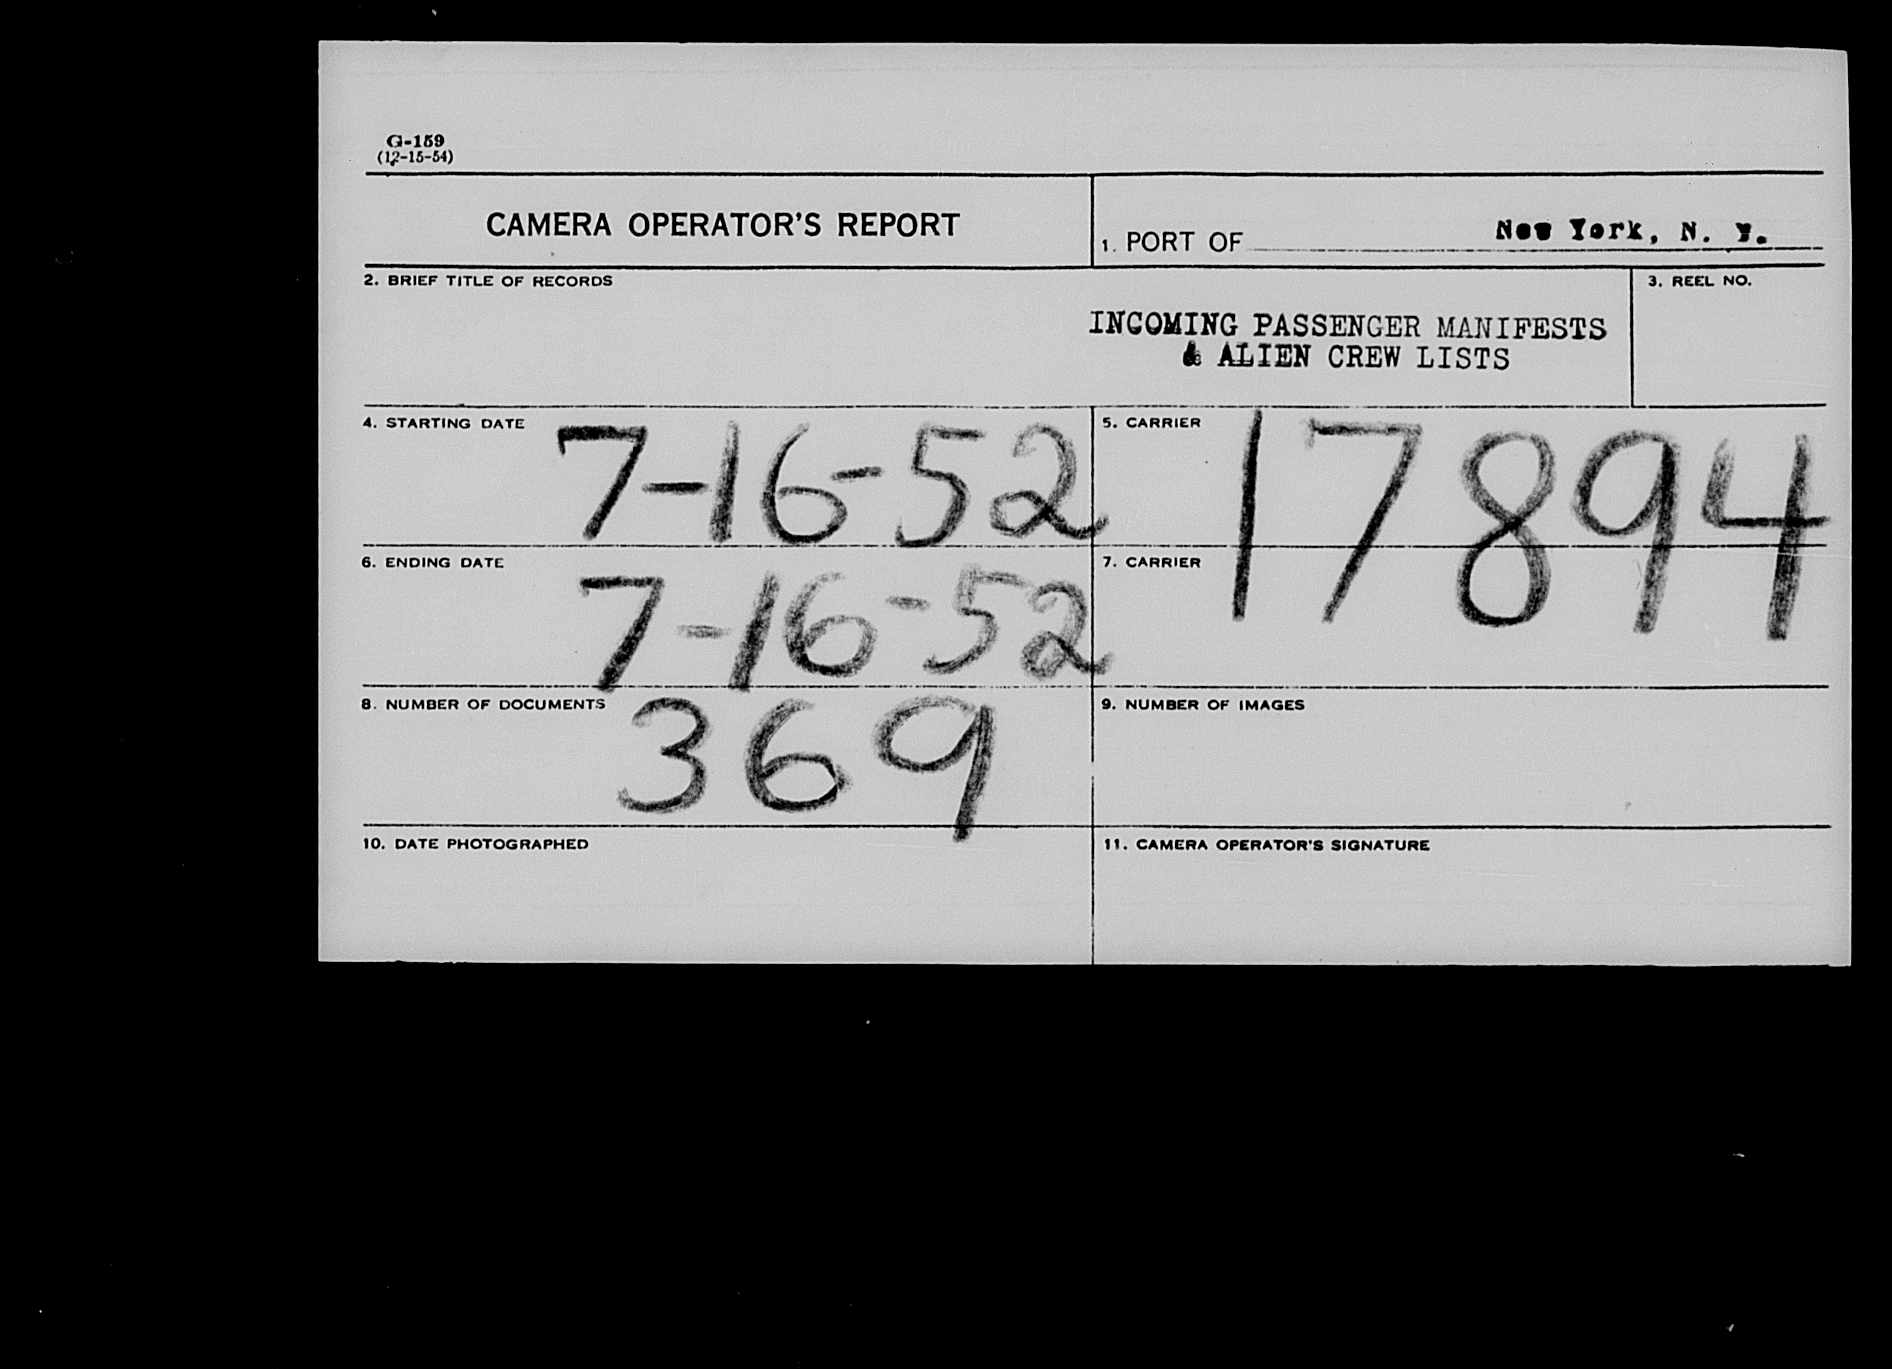 G-159
(12-15-54)
CAMERA OPERATOR'S REPORT
1. PORT OF New York, N. Y.
2. BRIEF TITLE OF RECORDS
INCOMING PASSENGER MANIFESTS
& ALIEN CREW LISTS
3. REEL NO.
4. STARTING DATE 7-16-52
5. CARRIER 17894
6. ENDING DATE 7-16-52
7. CARRIER
8. NUMBER OF DOCUMENTS 369
9. NUMBER OF IMAGES
10. DATE PHOTOGRAPHED
11. CAMERA OPERATOR'S SIGNATURE